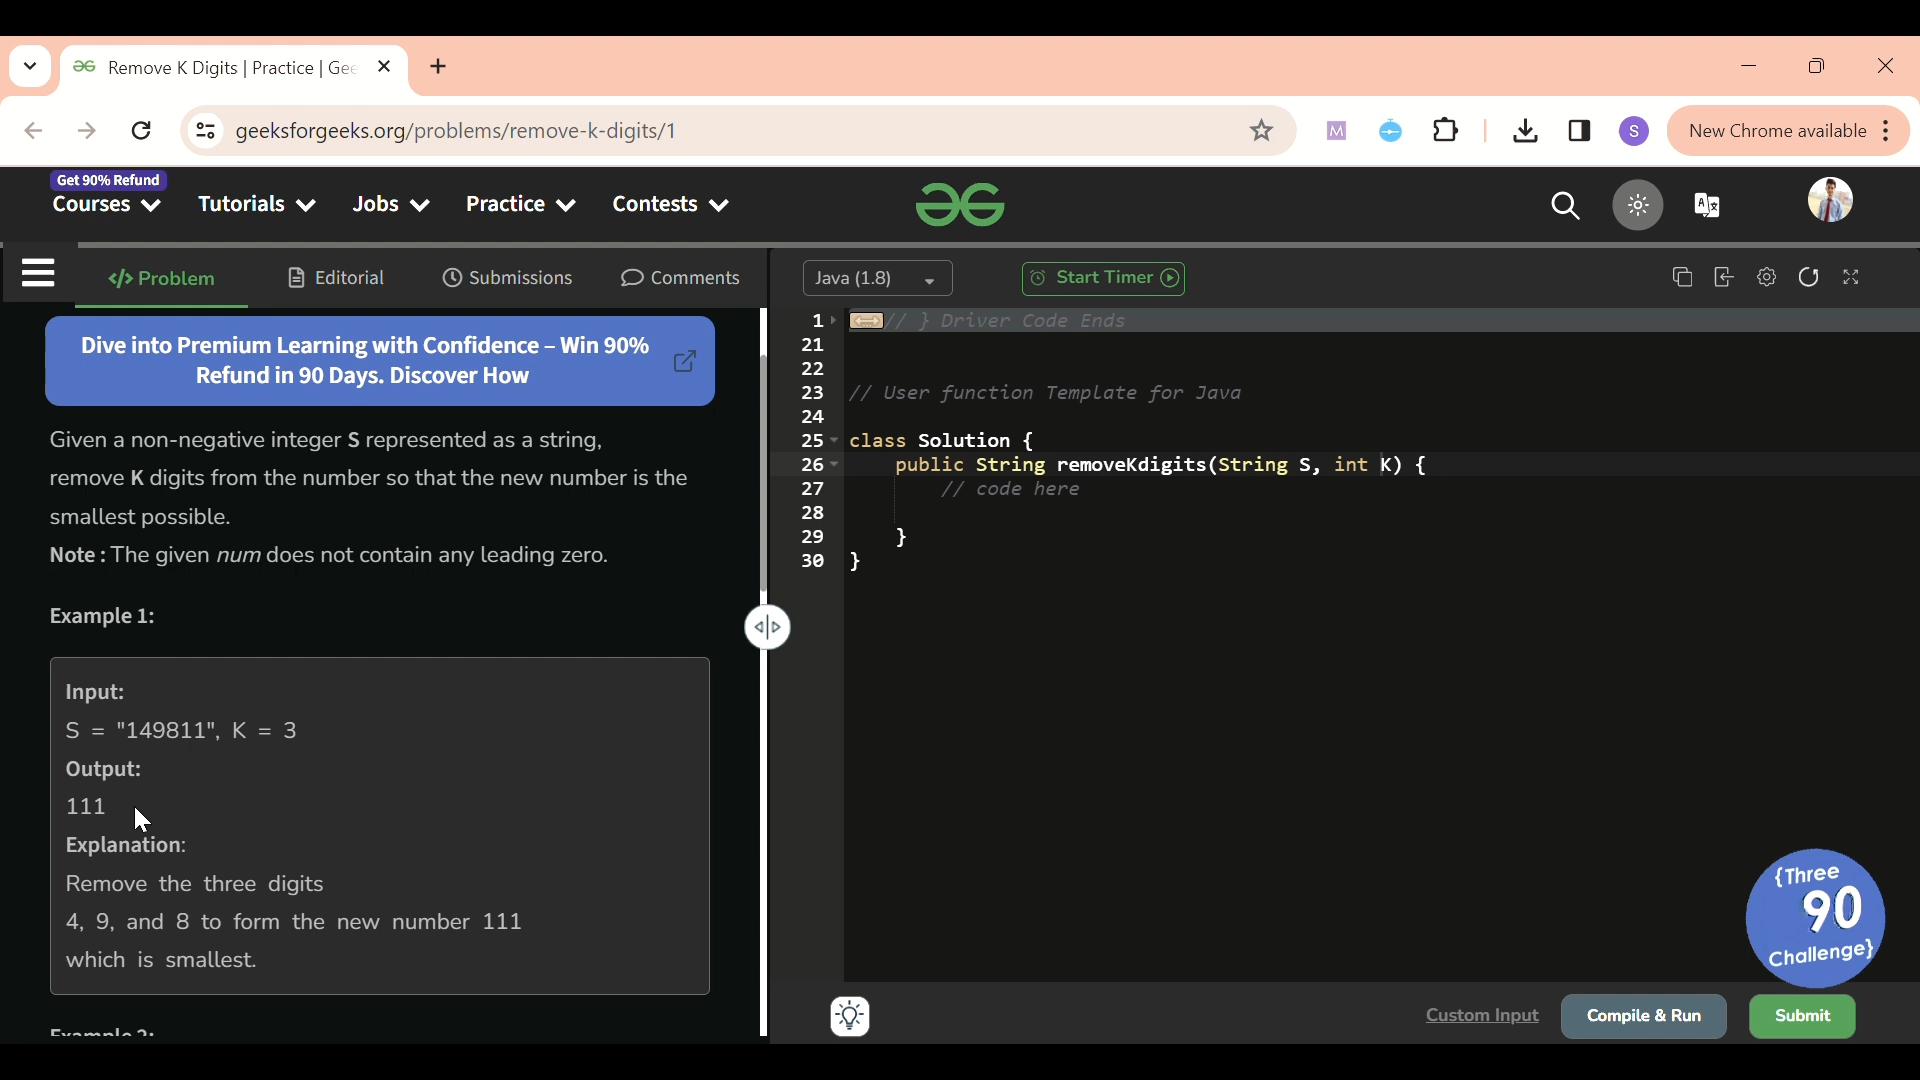 Remove K Digits | Practice | Gee
geeksforgeeks.org/problems/remove-k-digits/1
M
S
New Chrome available
Get 90% Refund
Courses
Tutorials
Jobs
Practice
Contests
</> Problem
Editorial
Submissions
Comments
Java (1.8)
Start Timer
Dive into Premium Learning with Confidence – Win 90%
Refund in 90 Days. Discover How
Given a non-negative integer S represented as a string,
remove K digits from the number so that the new number is the
smallest possible.
Note : The given num does not contain any leading zero.
Example 1:
Input:
S = "149811", K = 3
Output:
111
Explanation:
Remove the three digits
4, 9, and 8 to form the new number 111
which is smallest.
Example 2:
1 // } Driver Code Ends
21
22
23 // User function Template for Java
24
25 class Solution {
26 public String removeKdigits(String S, int K) {
27 // code here
28
29 }
30 }
{Three
90
Challenge}
Custom Input
Compile & Run
Submit